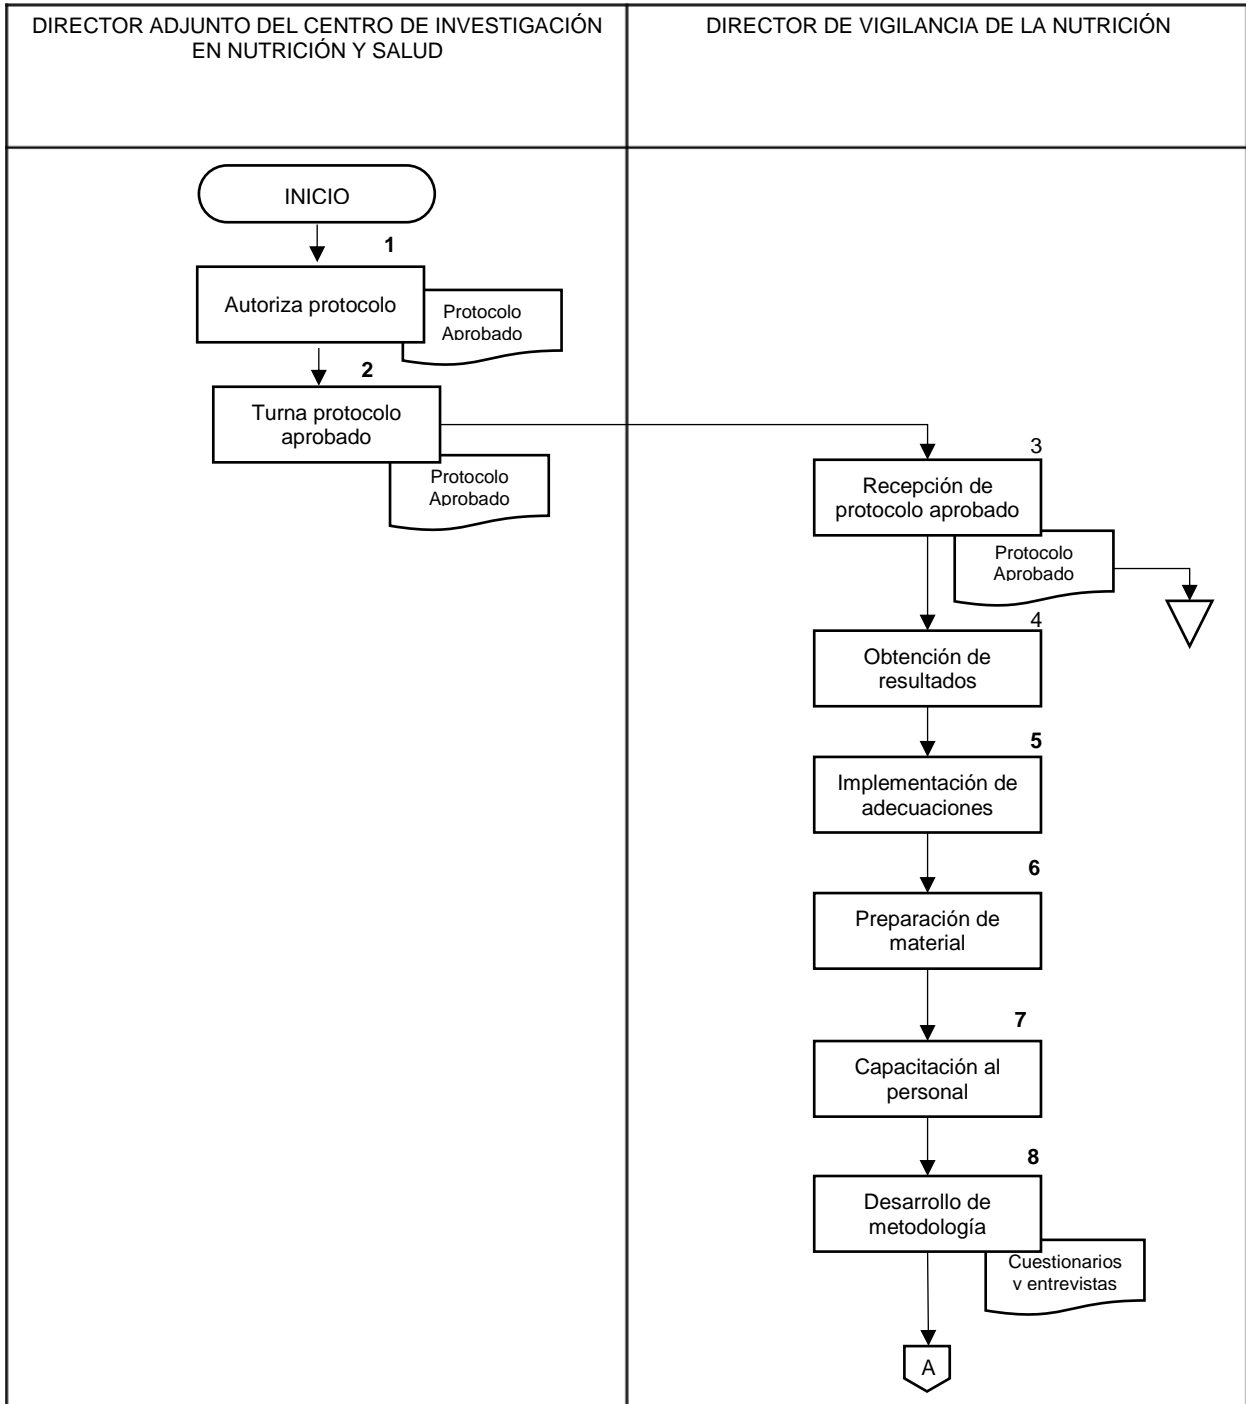 DIRECTOR ADJUNTO DEL CENTRO DE INVESTIGACIÓN
EN NUTRICIÓN Y SALUD
DIRECTOR DE VIGILANCIA DE LA NUTRICIÓN
INICIO
1
Autoriza protocolo
Protocolo
Aprobado
2
Turna protocolo
aprobado
Protocolo
Aprobado
3
Recepción de
protocolo aprobado
Protocolo
Aprobado
4
Obtención de
resultados
5
Implementación de
adecuaciones
6
Preparación de
material
7
Capacitación al
personal
8
Desarrollo de
metodología
Cuestionarios
y entrevistas
A